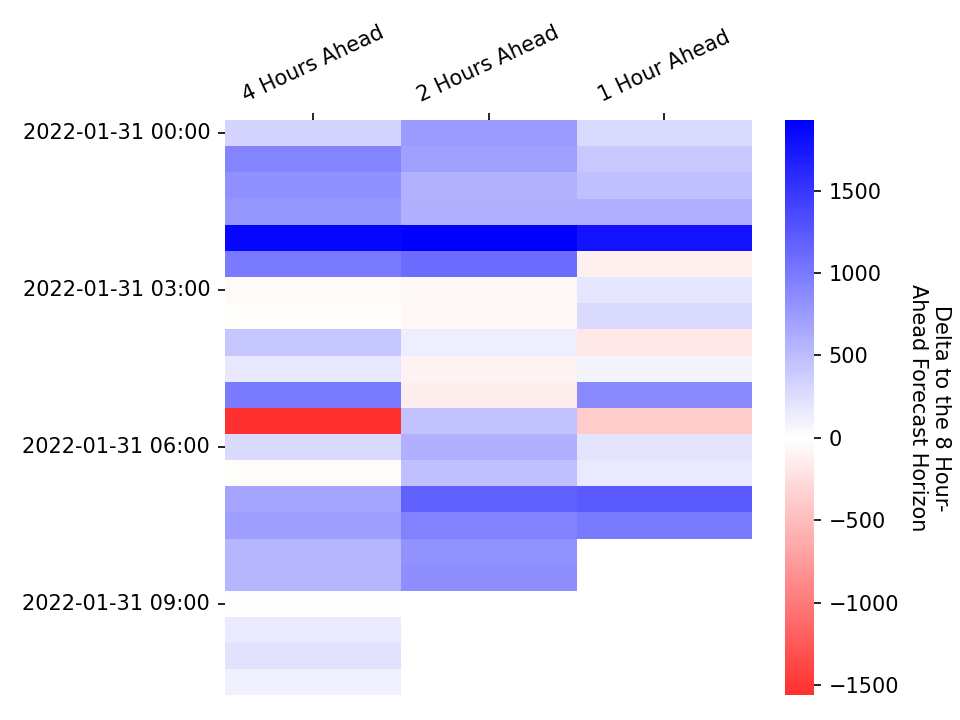 4 Hours Ahead
2 Hours Ahead
1 Hour Ahead
2022-01-31 00:00
2022-01-31 03:00
2022-01-31 06:00
2022-01-31 09:00
1500
1000
500
0
−500
−1000
−1500
Delta to the 8 Hour-
Ahead Forecast Horizon